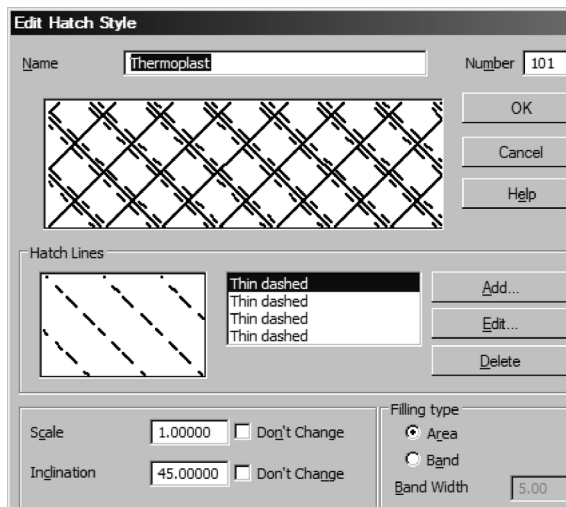 Edit Hatch Style
Name Thermoplast Number 101
OK
Cancel
Help
Hatch Lines
Thin dashed
Thin dashed
Thin dashed
Thin dashed
Add...
Edit...
Delete
Scale 1.00000 Don't Change
Inclination 45.00000 Don't Change
Filling type
Area
Band
Band Width 5.00